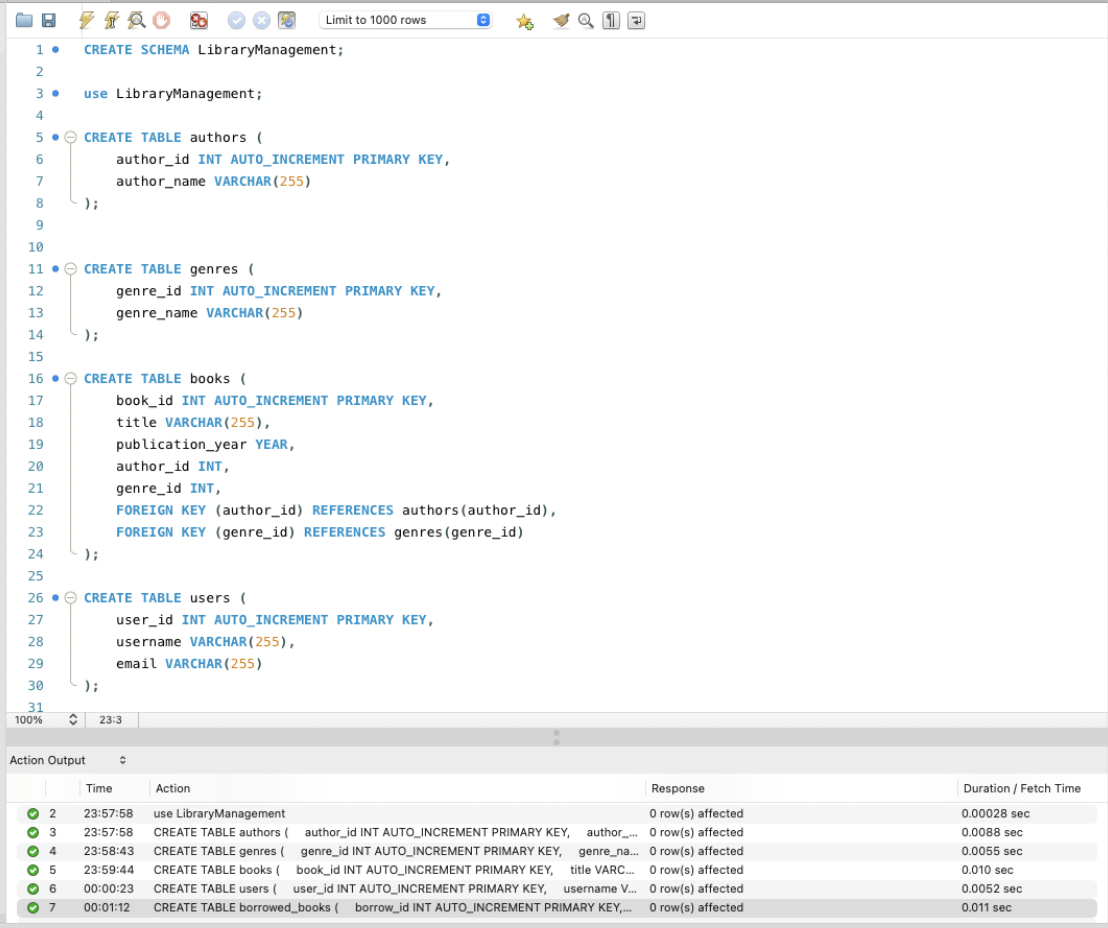 Limit to 1000 rows
1 CREATE SCHEMA LibraryManagement;
2
3 use LibraryManagement;
4
5 CREATE TABLE authors (
6 author_id INT AUTO_INCREMENT PRIMARY KEY,
7 author_name VARCHAR(255)
8 );
9
10
11 CREATE TABLE genres (
12 genre_id INT AUTO_INCREMENT PRIMARY KEY,
13 genre_name VARCHAR(255)
14 );
15
16 CREATE TABLE books (
17 book_id INT AUTO_INCREMENT PRIMARY KEY,
18 title VARCHAR(255),
19 publication_year YEAR,
20 author_id INT,
21 genre_id INT,
22 FOREIGN KEY (author_id) REFERENCES authors(author_id),
23 FOREIGN KEY (genre_id) REFERENCES genres(genre_id)
24 );
25
26 CREATE TABLE users (
27 user_id INT AUTO_INCREMENT PRIMARY KEY,
28 username VARCHAR(255),
29 email VARCHAR(255)
30 );
31
100% 23:3
Action Output
Time Action Response Duration / Fetch Time
2 23:57:58 use LibraryManagement 0 row(s) affected 0.00028 sec
3 23:57:58 CREATE TABLE authors ( author_id INT AUTO_INCREMENT PRIMARY KEY, author_... 0 row(s) affected 0.0088 sec
4 23:58:43 CREATE TABLE genres ( genre_id INT AUTO_INCREMENT PRIMARY KEY, genre_na... 0 row(s) affected 0.0055 sec
5 23:59:44 CREATE TABLE books ( book_id INT AUTO_INCREMENT PRIMARY KEY, title VARC... 0 row(s) affected 0.010 sec
6 00:00:23 CREATE TABLE users ( user_id INT AUTO_INCREMENT PRIMARY KEY, username V... 0 row(s) affected 0.0052 sec
7 00:01:12 CREATE TABLE borrowed_books ( borrow_id INT AUTO_INCREMENT PRIMARY KEY,... 0 row(s) affected 0.011 sec